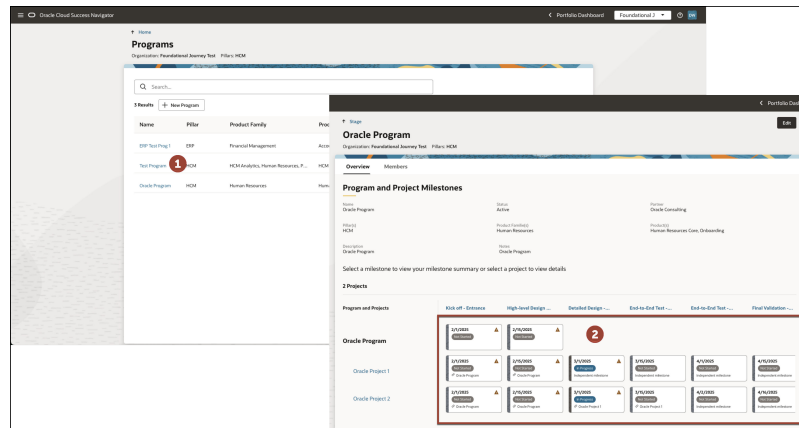 Oracle Cloud Success Navigator
Portfolio Dashboard
Foundational J
Home
Programs
Organization: Foundational Journey Test Pillars: HCM
Search...
3 Results
+ New Program
Name Pillar Product Family
ERP Test Prog 1 ERP Financial Management
Test Program 1 HCM HCM Analytics, Human Resources, P... HCM
Oracle Program HCM Human Resources
Stage
Edit
Oracle Program
Organization: Foundational Journey Test Pillars: HCM
Overview Members
Program and Project Milestones
Name Status Partner
Oracle Program Active Oracle Consulting
Pillar(s) Product Families(s) Product(s)
HCM Human Resources Human Resources Core, Onboarding
Description Name
Oracle Program Oracle Program
Select a milestone to view your milestone summary or select a project to view details
2 Projects
Program and Projects Kick off - Entrance High-level Design ... Detailed Design -... End-to-End Test -... End-to-End Test -... Final Validation -...
Oracle Program
2/1/2025 2/15/2025
Not Started Not Started
2
Oracle Project 1
2/1/2025 2/15/2025 3/1/2025 3/15/2025 4/1/2025 4/15/2025
Not Started Not Started In Progress Not Started Not Started Not Started
Oracle Program Oracle Program Independent milestone Independent milestone Independent milestone Independent milestone
Oracle Project 2
2/1/2025 2/15/2025 3/1/2025 3/15/2025 4/2/2025 4/16/2025
Not Started Not Started In Progress Not Started Not Started Not Started
Oracle Program Oracle Program Oracle Project 1 Oracle Project 1 Independent milestone Independent milestone